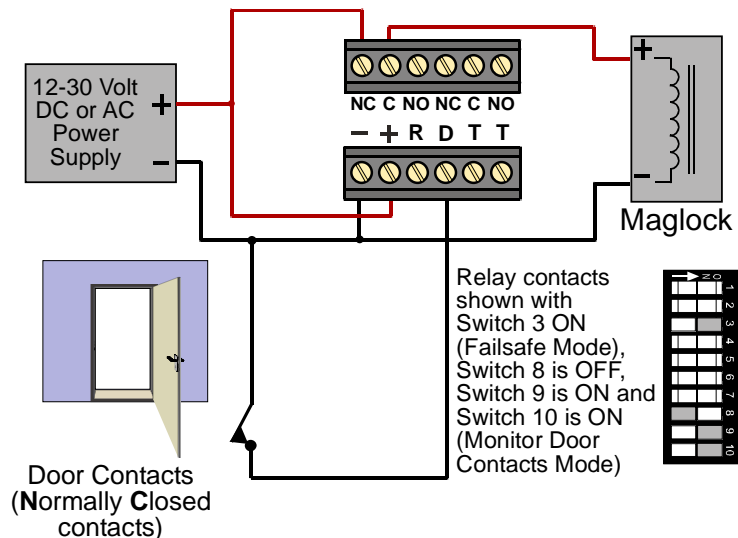 12-30 Volt
DC or AC
Power
Supply
+
−
NC C NO NC C NO
− + R D T T
+
−
Maglock
Relay contacts
shown with
Switch 3 ON
(Failsafe Mode),
Switch 8 is OFF,
Switch 9 is ON and
Switch 10 is ON
(Monitor Door
Contacts Mode)
ON
1
2
3
4
5
6
7
8
9
10
Door Contacts
(Normally Closed
contacts)